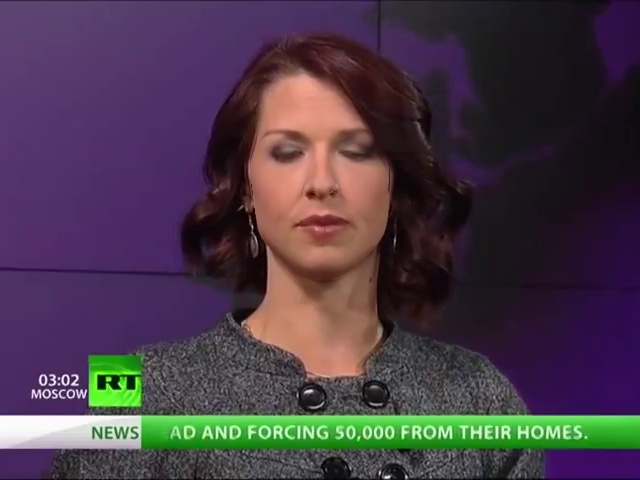 03:02
MOSCOW
RT
NEWS
AD AND FORCING 50,000 FROM THEIR HOMES.